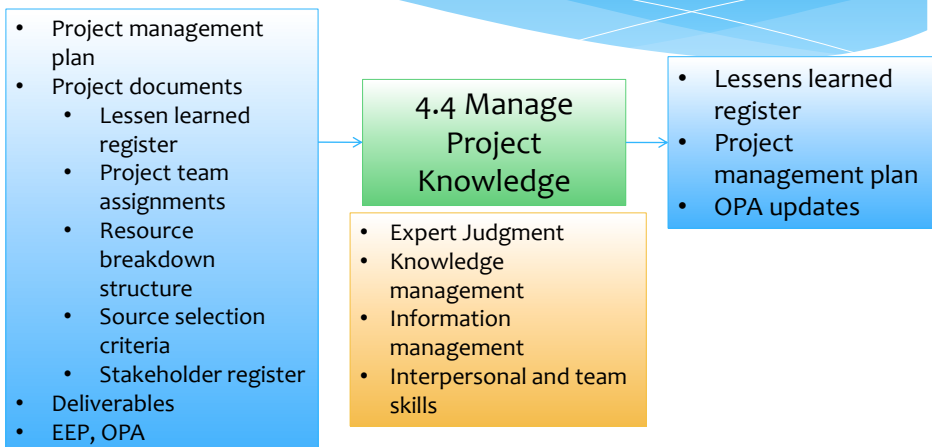 • Project management
plan
• Project documents
• Lessen learned
register
• Project team
assignments
• Resource
breakdown
structure
• Source selection
criteria
• Stakeholder register
• Deliverables
• EEP, OPA
4.4 Manage
Project
Knowledge
• Expert Judgment
• Knowledge
management
• Information
management
• Interpersonal and team
skills
• Lessens learned
register
• Project
management plan
• OPA updates